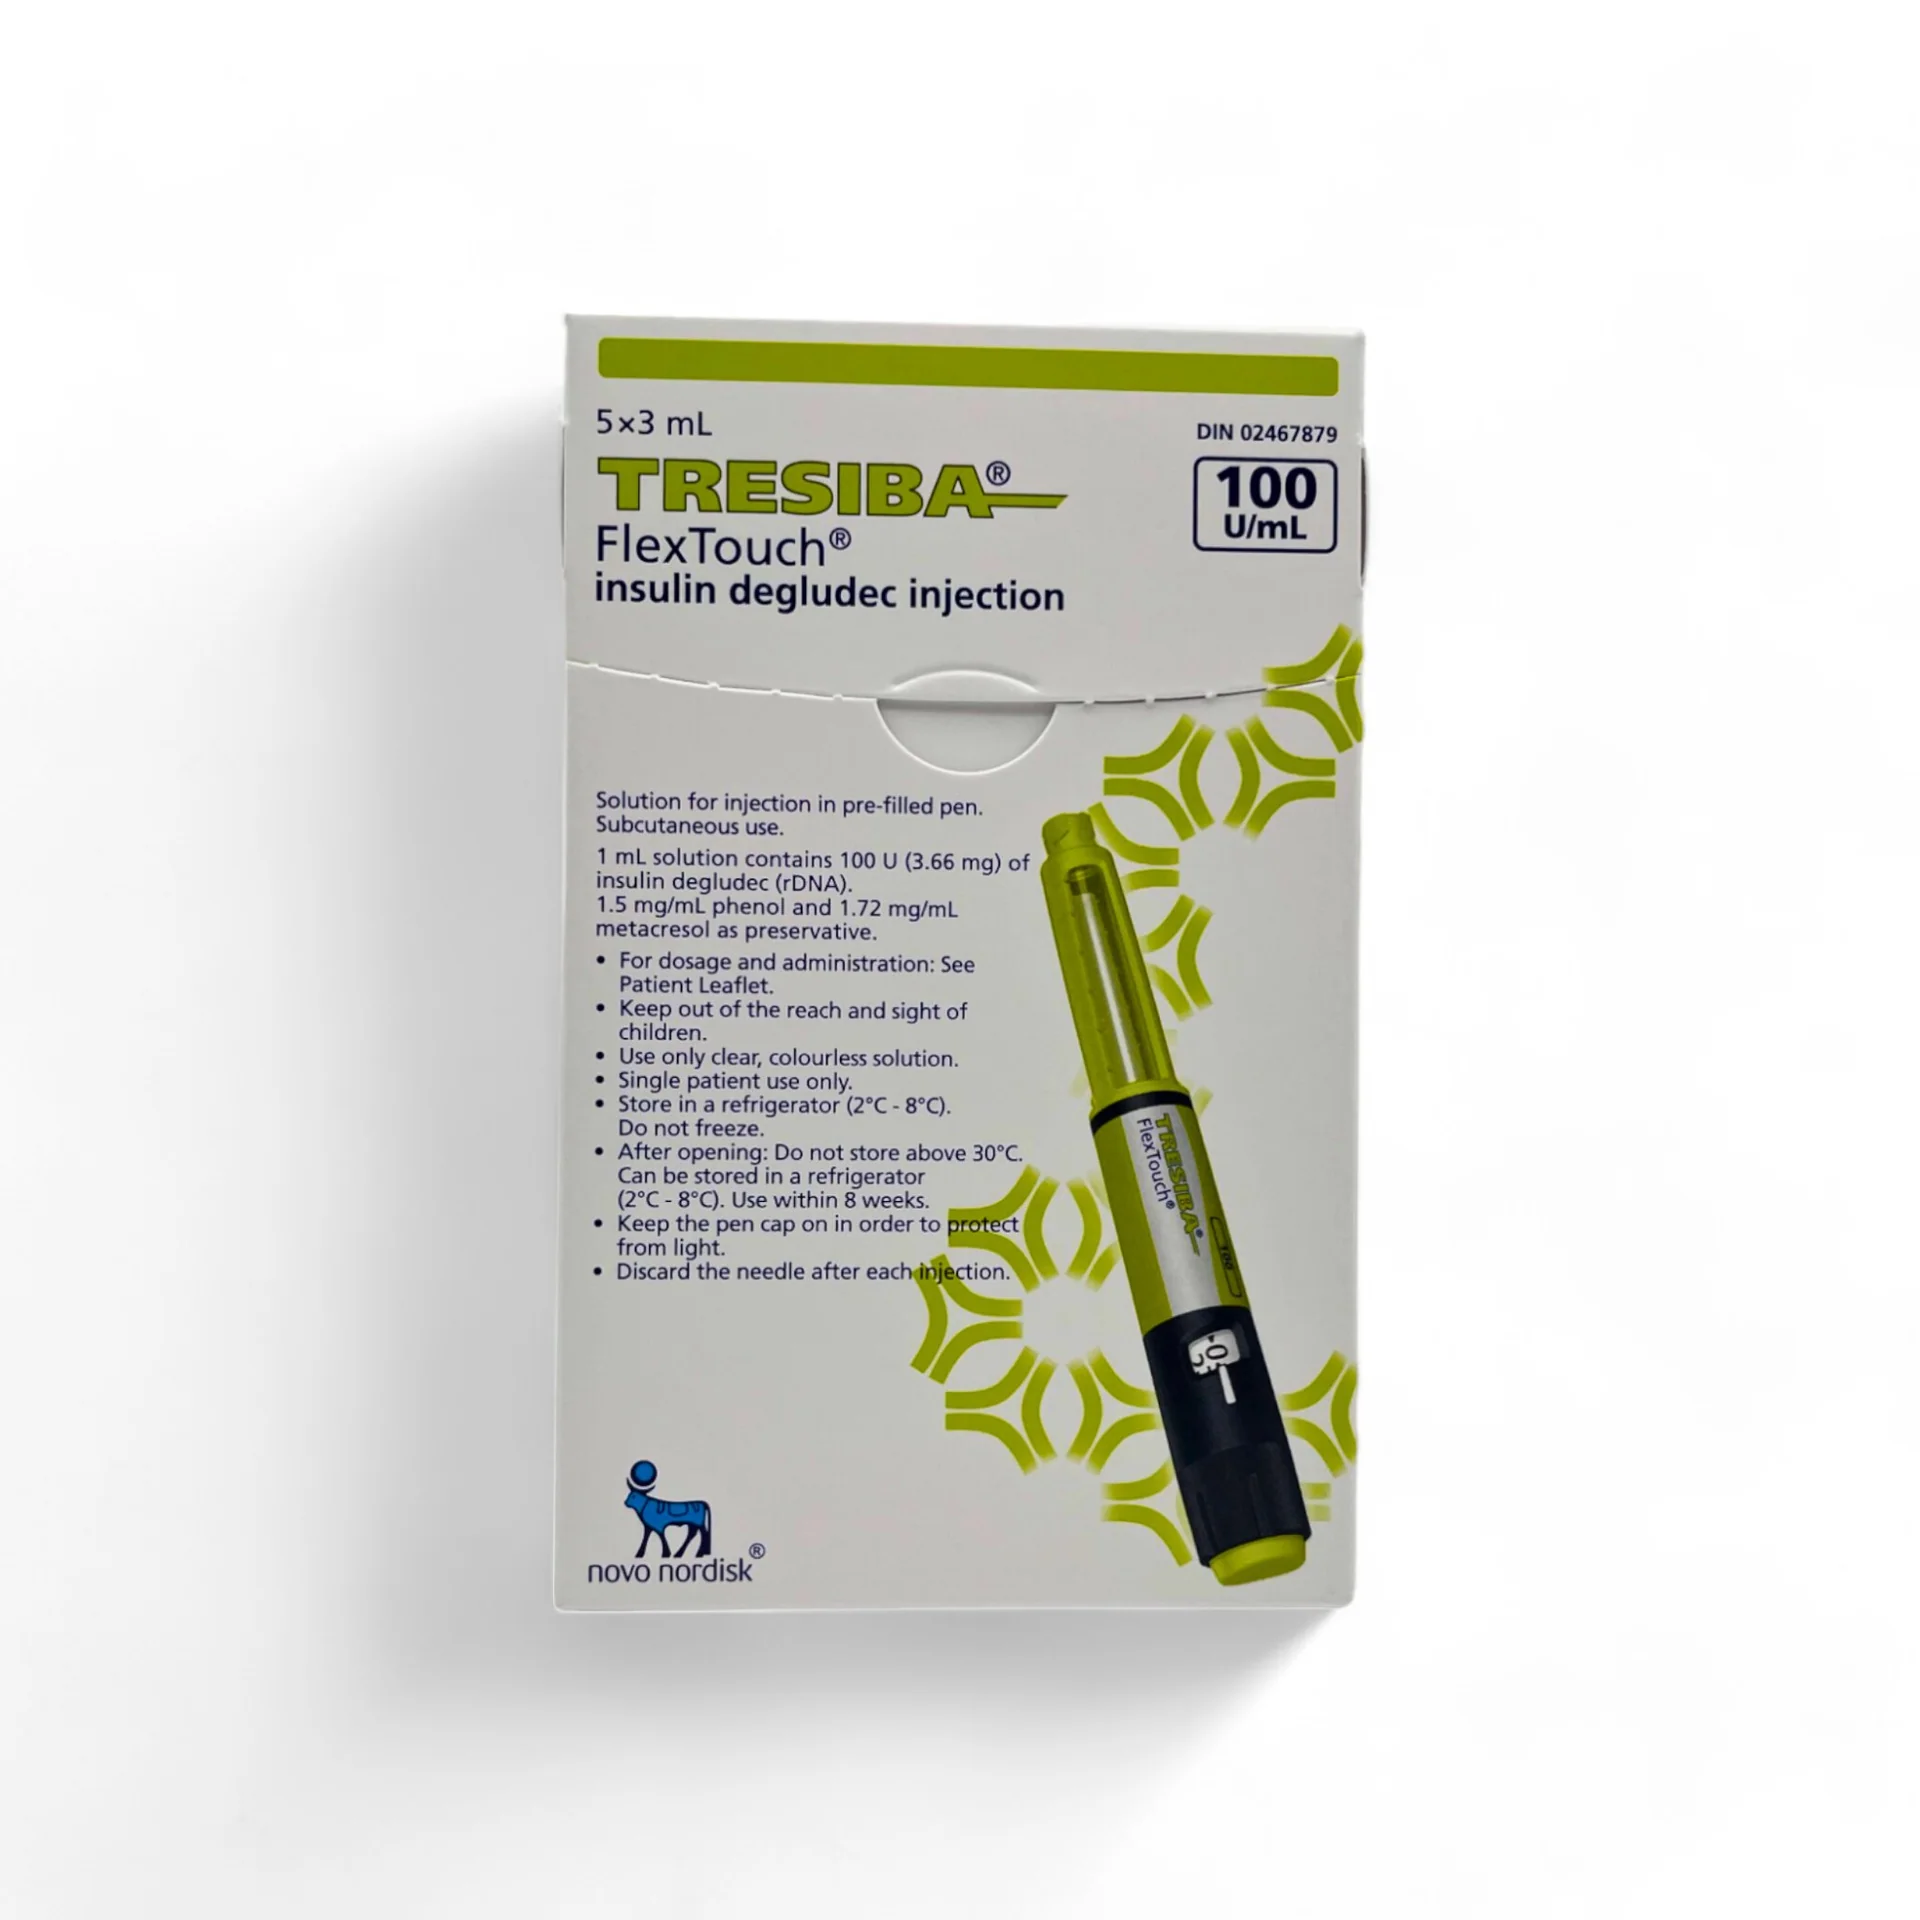 5×3 mL
DIN 02467879
TRESIBA®
100
U/mL
FlexTouch®
insulin degludec injection
Solution for injection in pre-filled pen.
Subcutaneous use.
1 mL solution contains 100 U (3.66 mg) of
insulin degludec (rDNA).
1.5 mg/mL phenol and 1.72 mg/mL
metacresol as preservative.
• For dosage and administration: See
Patient Leaflet.
• Keep out of the reach and sight of
children.
• Use only clear, colourless solution.
• Single patient use only.
• Store in a refrigerator (2°C - 8°C).
Do not freeze.
• After opening: Do not store above 30°C.
Can be stored in a refrigerator
(2°C - 8°C). Use within 8 weeks.
• Keep the pen cap on in order to protect
from light.
• Discard the needle after each injection.
TRESIBA®
FlexTouch®
100
0
novo nordisk®